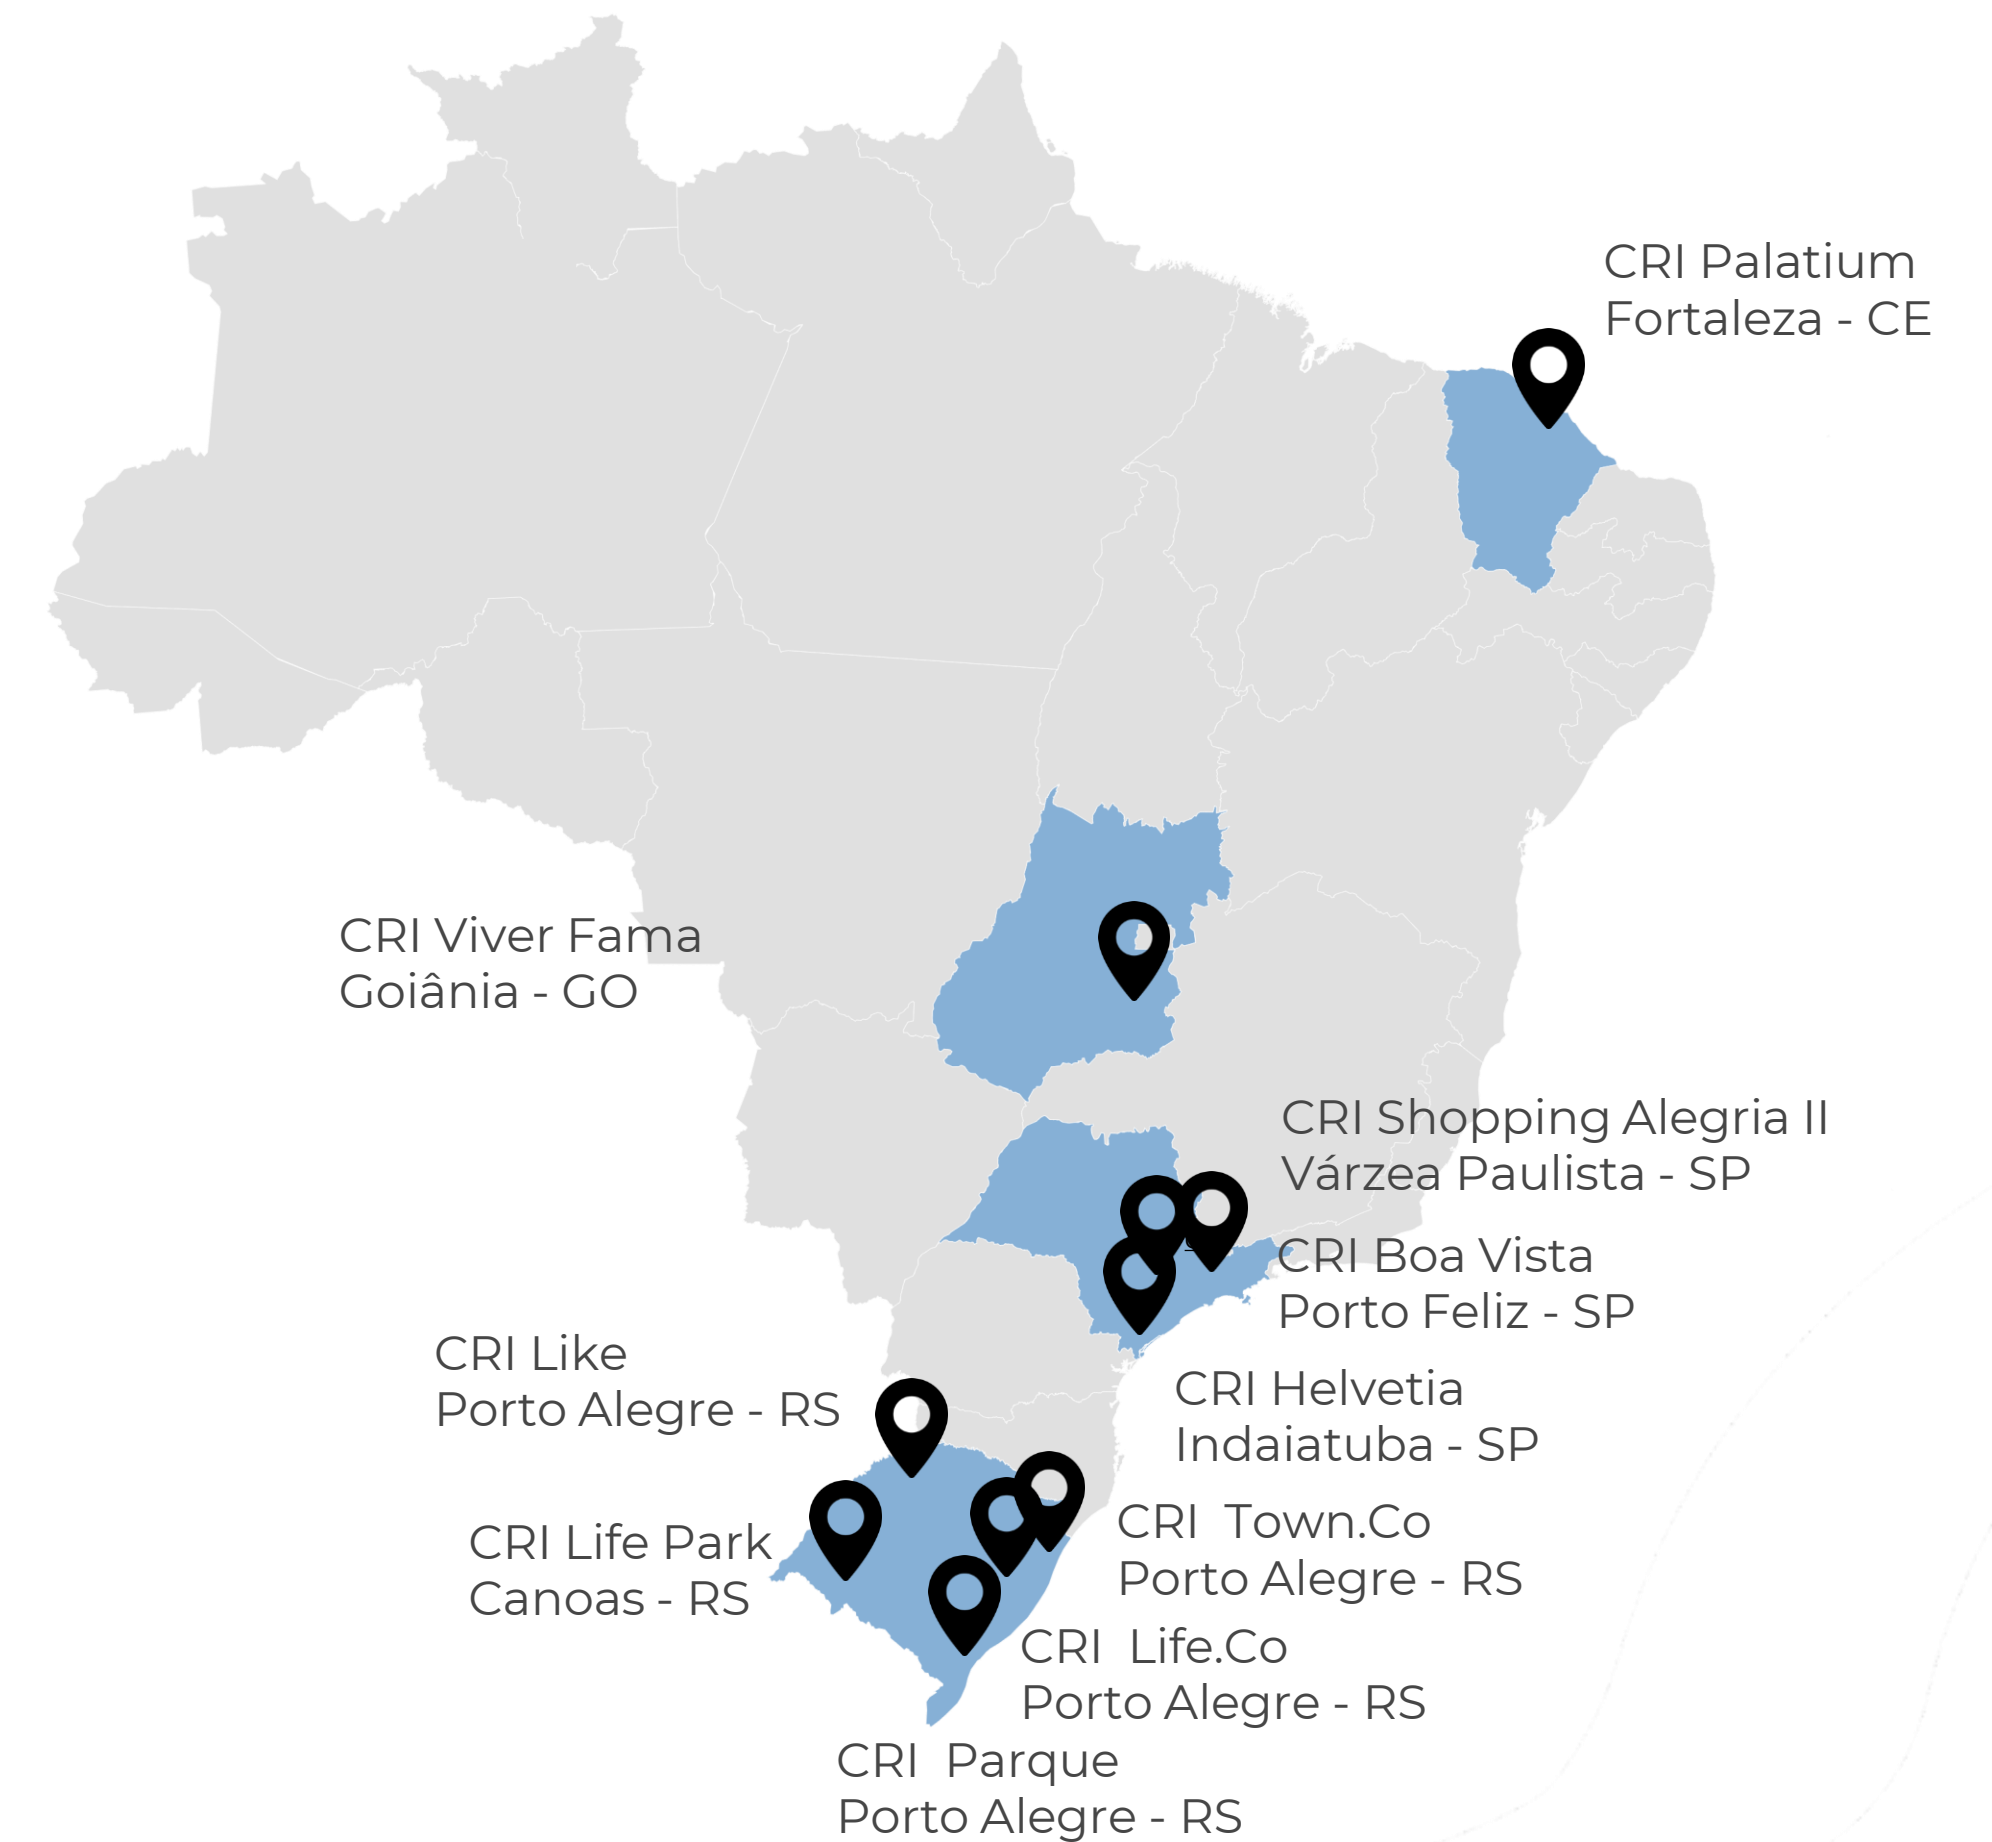 CRI Palatium
Fortaleza - CE
CRI Viver Fama
Goiânia - GO
CRI Shopping Alegria II
Várzea Paulista - SP
CRI Boa Vista
Porto Feliz - SP
CRI Like
Porto Alegre - RS
CRI Helvetia
Indaiatuba - SP
CRI Life Park
Canoas - RS
CRI Town.Co
Porto Alegre - RS
CRI Life.Co
Porto Alegre - RS
CRI Parque
Porto Alegre - RS